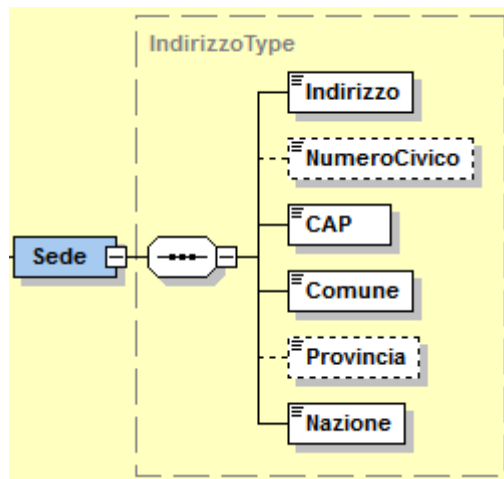 IndirizzoType
Indirizzo
NumeroCivico
CAP
Sede
Comune
Provincia
Nazione